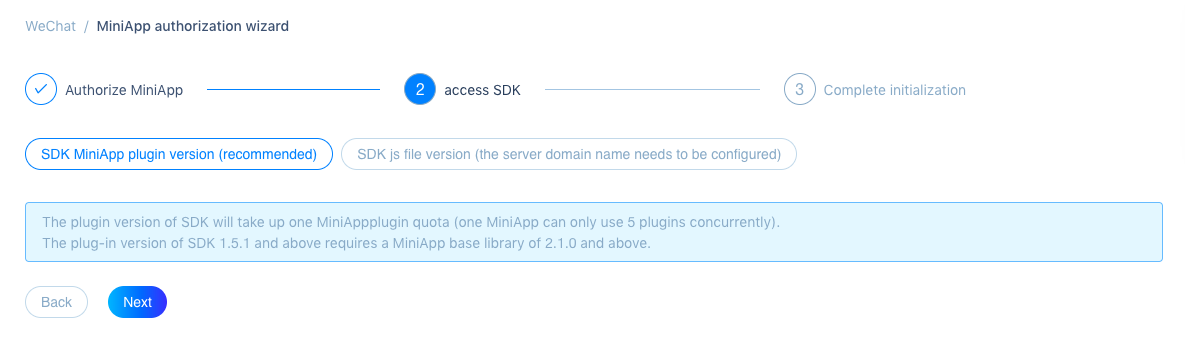 WeChat / MiniApp authorization wizard
Authorize MiniApp 2 access SDK 3 Complete initialization
SDK MiniApp plugin version (recommended) SDK js file version (the server domain name needs to be configured)
The plugin version of SDK will take up one MiniAppplugin quota (one MiniApp can only use 5 plugins concurrently).
The plug-in version of SDK 1.5.1 and above requires a MiniApp base library of 2.1.0 and above.
Back Next